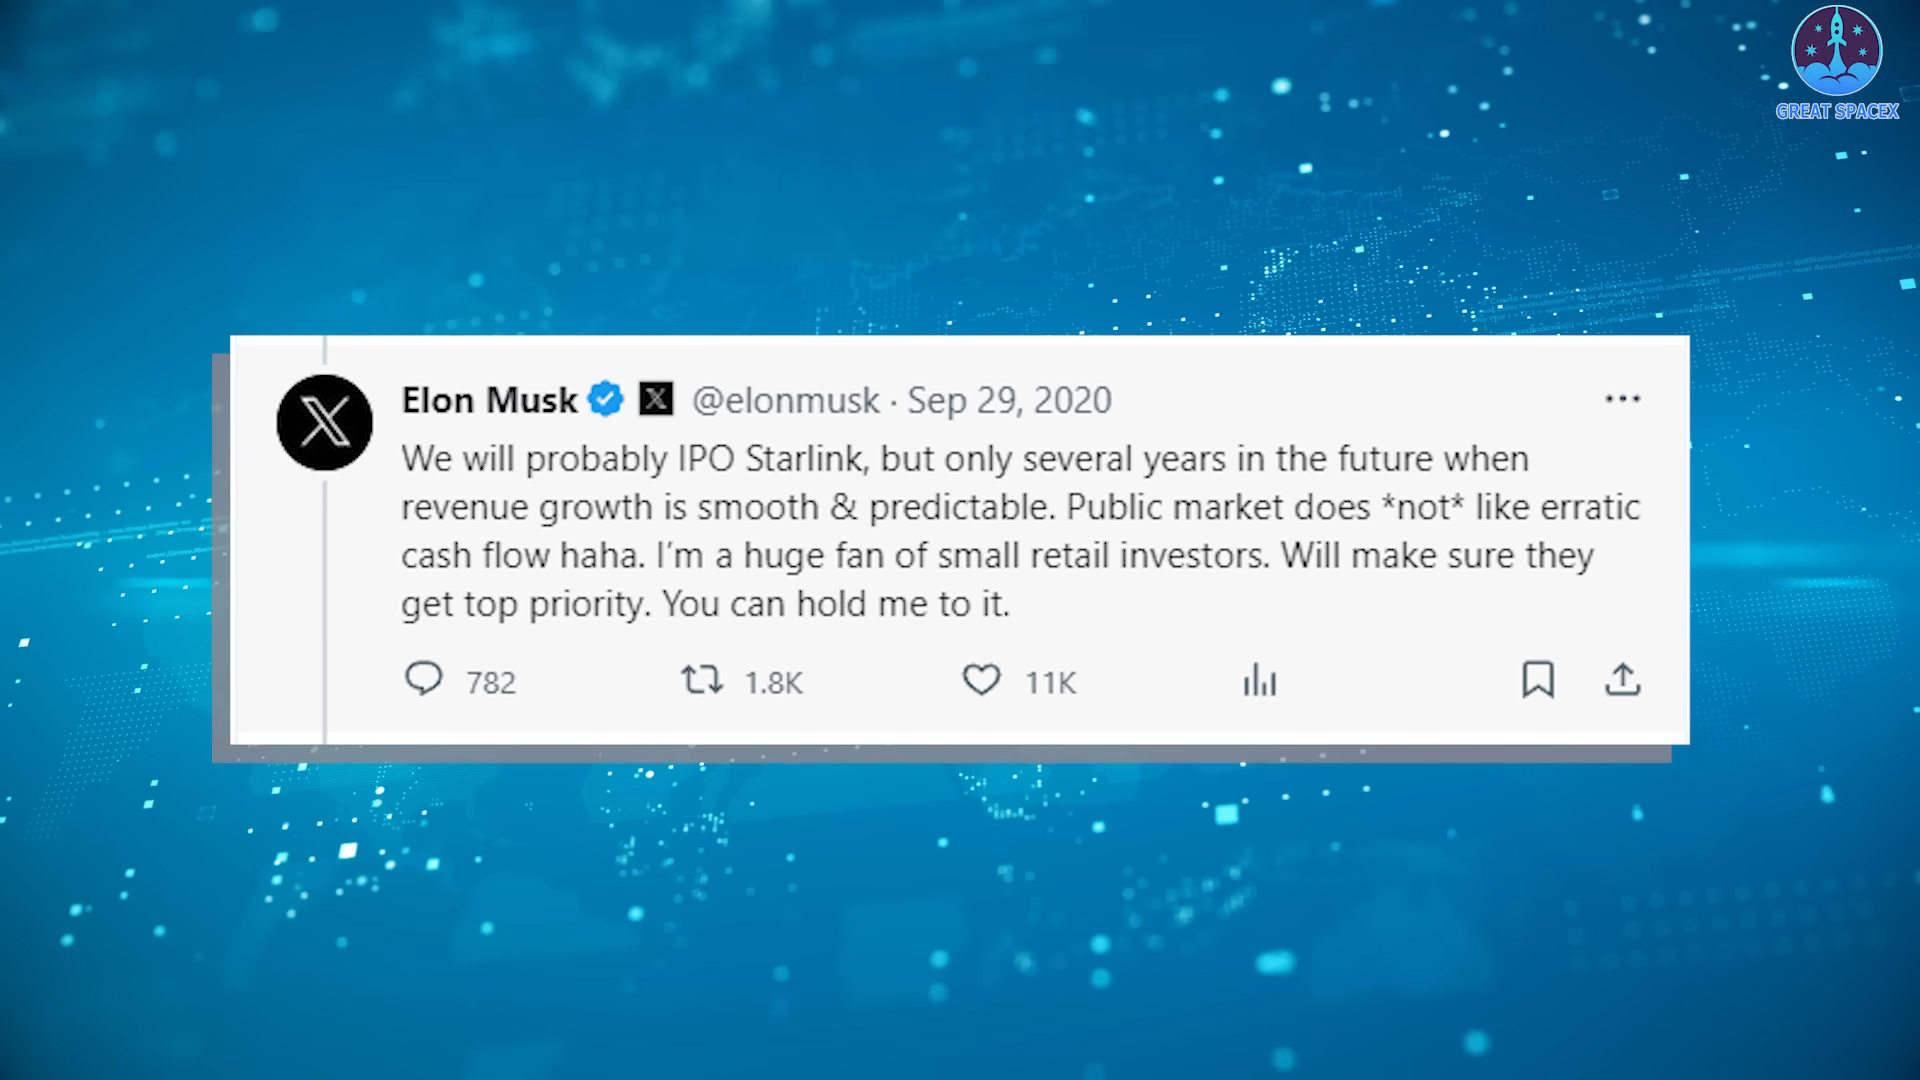 GREAT SPACEX
Elon Musk @elonmusk · Sep 29, 2020
We will probably IPO Starlink, but only several years in the future when
revenue growth is smooth & predictable. Public market does *not* like erratic
cash flow haha. I'm a huge fan of small retail investors. Will make sure they
get top priority. You can hold me to it.
782 1.8K 11K